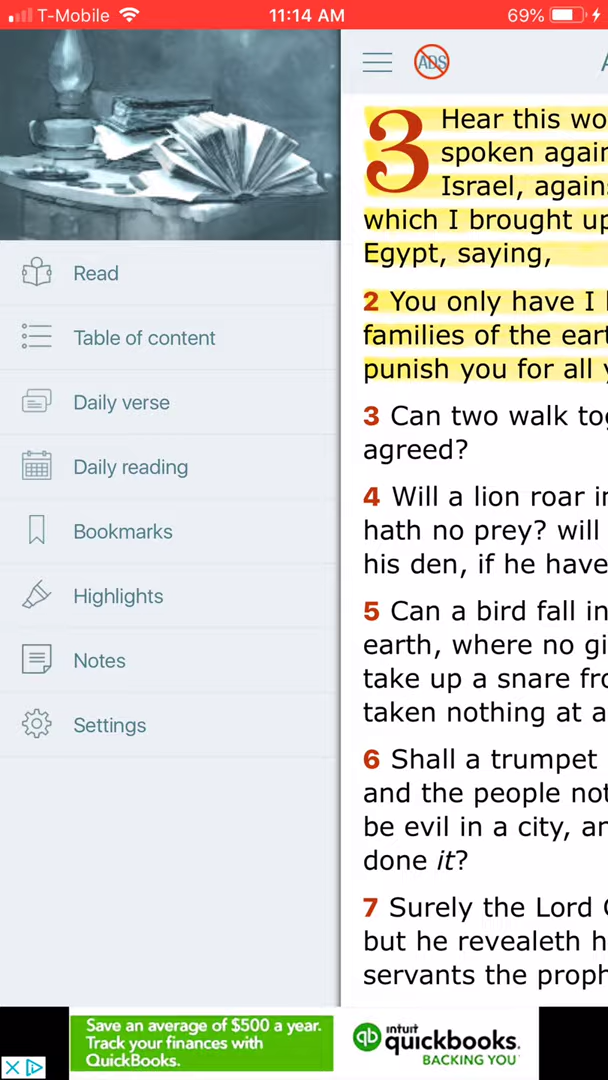 T-Mobile
11:14 AM
69%
Read
Table of content
Daily verse
Daily reading
Bookmarks
Highlights
Notes
Settings
ADS
3 Hear this wo
spoken again
Israel, agains
which I brought up
Egypt, saying,
2 You only have I
families of the eart
punish you for all y
3 Can two walk tog
agreed?
4 Will a lion roar in
hath no prey? will
his den, if he have
5 Can a bird fall in
earth, where no gi
take up a snare fro
taken nothing at a
6 Shall a trumpet
and the people not
be evil in a city, an
done it?
7 Surely the Lord
but he revealeth h
servants the proph
Save an average of $500 a year.
Track your finances with
QuickBooks.
qb intuit quickbooks.
BACKING YOU